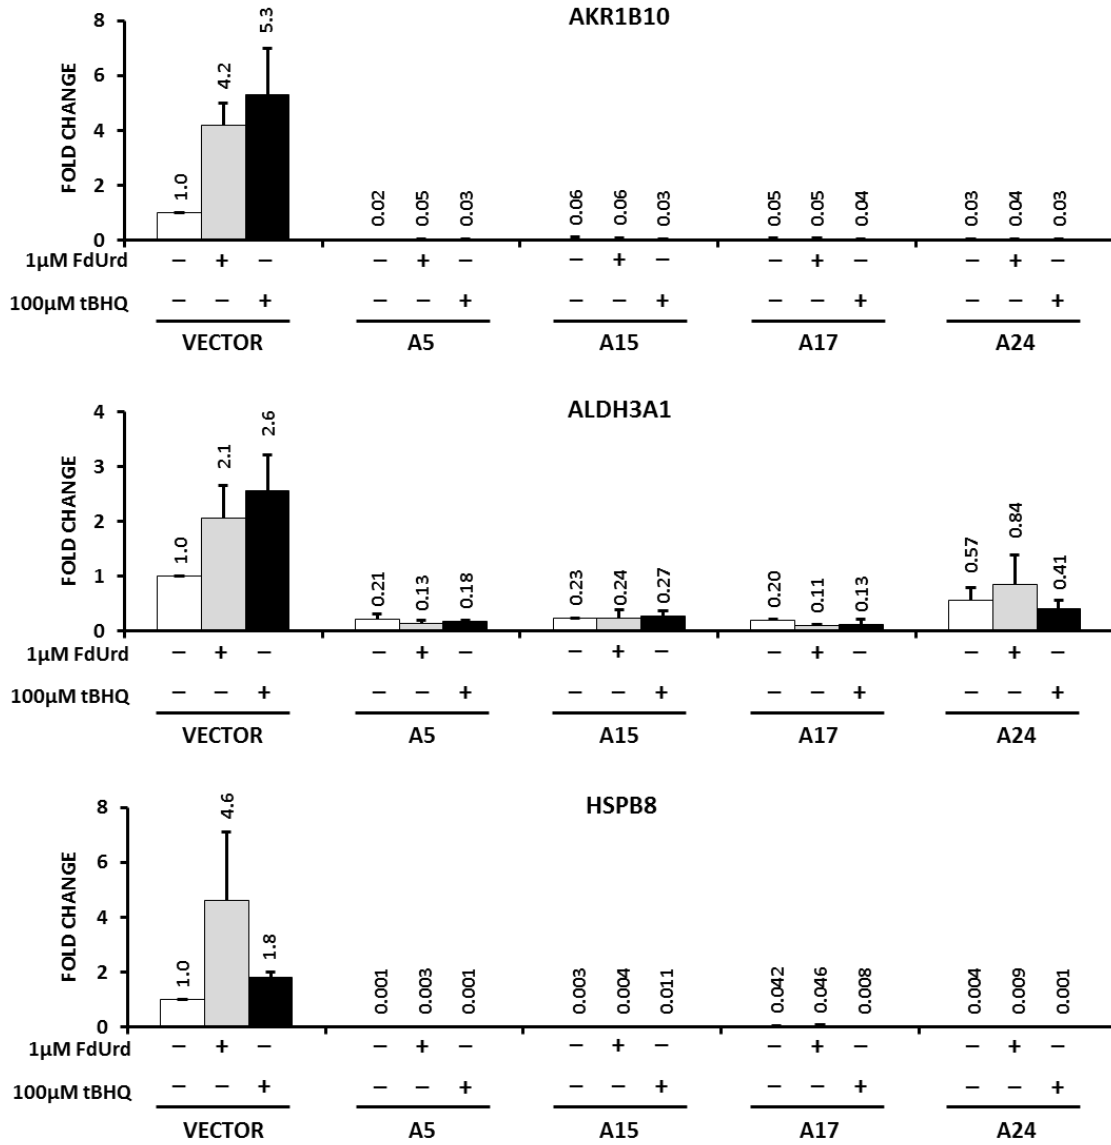 AKR1B10
FOLD CHANGE
8
6
4
2
0
1.0 4.2 5.3 0.02 0.05 0.03 0.06 0.06 0.03 0.05 0.05 0.04 0.03 0.04 0.03
1µM FdUrd – + – – + – – + – – + – – + –
100µM tBHQ – – + – – + – – + – – + – – +
VECTOR A5 A15 A17 A24
ALDH3A1
FOLD CHANGE
4
3
2
1
0
1.0 2.1 2.6 0.21 0.13 0.18 0.23 0.24 0.27 0.20 0.11 0.13 0.57 0.84 0.41
1µM FdUrd – + – – + – – + – – + – – + –
100µM tBHQ – – + – – + – – + – – + – – +
VECTOR A5 A15 A17 A24
HSPB8
FOLD CHANGE
8
6
4
2
0
1.0 4.6 1.8 0.001 0.003 0.001 0.003 0.004 0.011 0.042 0.046 0.008 0.004 0.009 0.001
1µM FdUrd – + – – + – – + – – + – – + –
100µM tBHQ – – + – – + – – + – – + – – +
VECTOR A5 A15 A17 A24